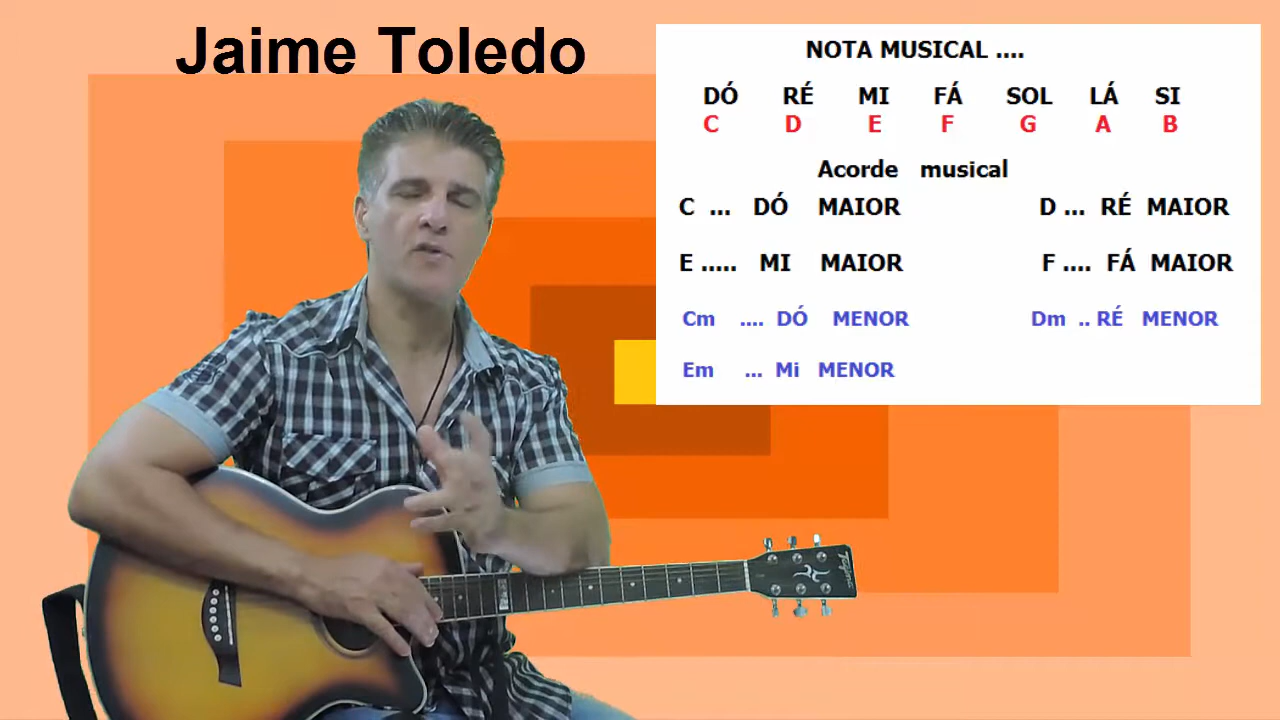 Jaime Toledo
NOTA MUSICAL ....
DÓ RÉ MI FÁ SOL LÁ SI
C D E F G A B
Acorde musical
C ... DÓ MAIOR D ... RÉ MAIOR
E ..... MI MAIOR F .... FÁ MAIOR
Cm .... DÓ MENOR Dm .. RÉ MENOR
Em ... Mi MENOR